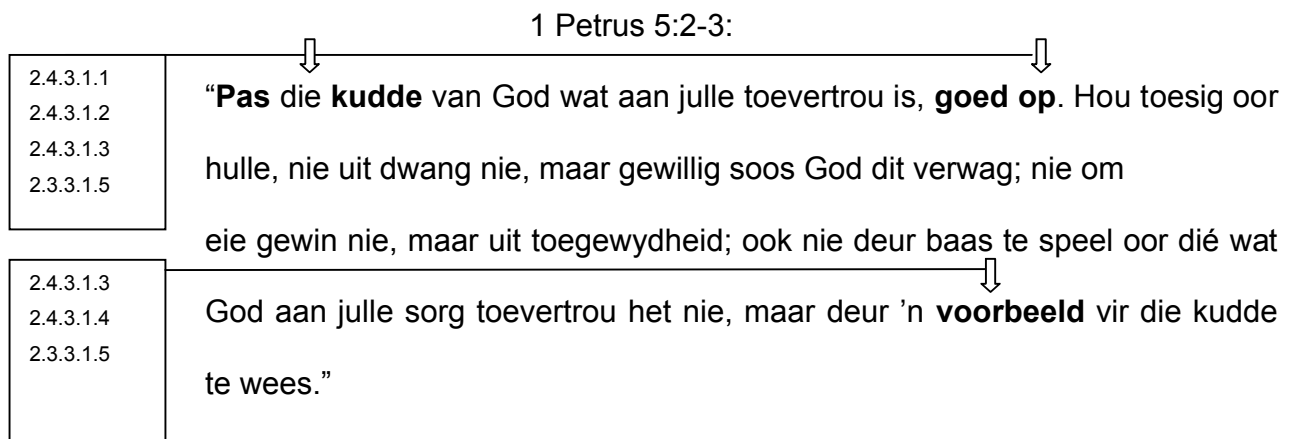 1 Petrus 5:2-3:
2.4.3.1.1
2.4.3.1.2
2.4.3.1.3
2.3.3.1.5
“Pas die kudde van God wat aan julle toevertrou is, goed op. Hou toesig oor
hulle, nie uit dwang nie, maar gewillig soos God dit verwag; nie om
eie gewin nie, maar uit toegewydheid; ook nie deur baas te speel oor dié wat
2.4.3.1.3
2.4.3.1.4
2.3.3.1.5
God aan julle sorg toevertrou het nie, maar deur ’n voorbeeld vir die kudde
te wees.”